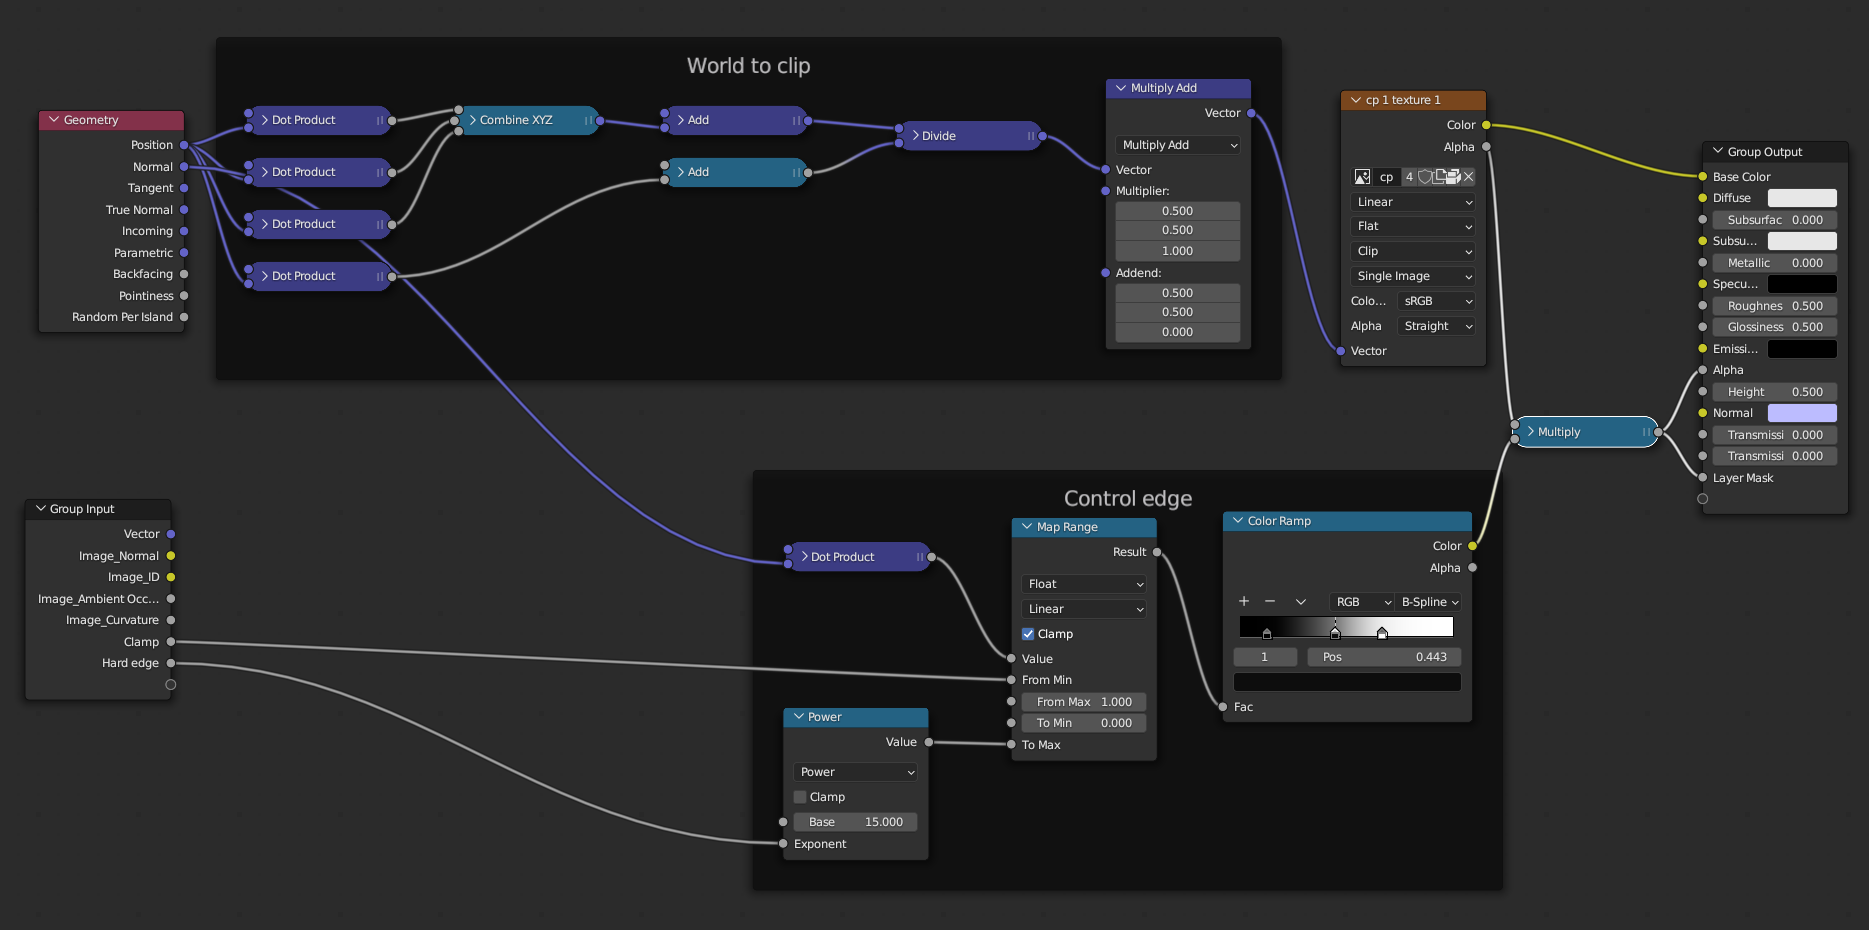 World to clip
Geometry
Position
Normal
Tangent
True Normal
Incoming
Parametric
Backfacing
Pointiness
Random Per Island
Dot Product
Dot Product
Dot Product
Dot Product
Combine XYZ
Add
Add
Divide
Multiply Add
Vector
Multiply Add
Vector
Multiplier:
0.500
0.500
1.000
Addend:
0.500
0.500
0.000
cp 1 texture 1
Color
Alpha
cp 4
Linear
Flat
Clip
Single Image
Colo... sRGB
Alpha Straight
Vector
Group Output
Base Color
Diffuse
Subsurfac 0.000
Subsu...
Metallic 0.000
Specu...
Roughnes 0.500
Glossiness 0.500
Emissi...
Alpha
Height 0.500
Normal
Transmissi 0.000
Transmissi 0.000
Layer Mask
Multiply
Group Input
Vector
Image_Normal
Image_ID
Image_Ambient Occ...
Image_Curvature
Clamp
Hard edge
Control edge
Dot Product
Power
Value
Power
Clamp
Base 15.000
Exponent
Map Range
Result
Float
Linear
Clamp
Value
From Min
From Max 1.000
To Min 0.000
To Max
Color Ramp
Color
Alpha
RGB B-Spline
1 Pos 0.443
Fac